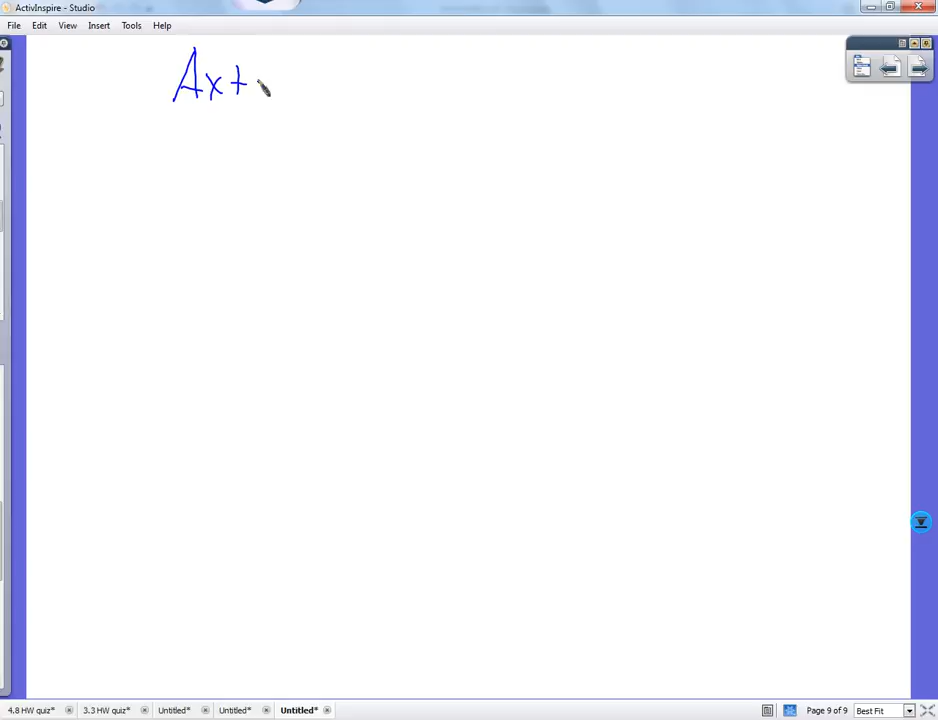 ActivInspire - Studio
File Edit View Insert Tools Help
Ax+
4.8 HW quiz* 3.3 HW quiz* Untitled* Untitled* Untitled* Page 9 of 9 Best Fit